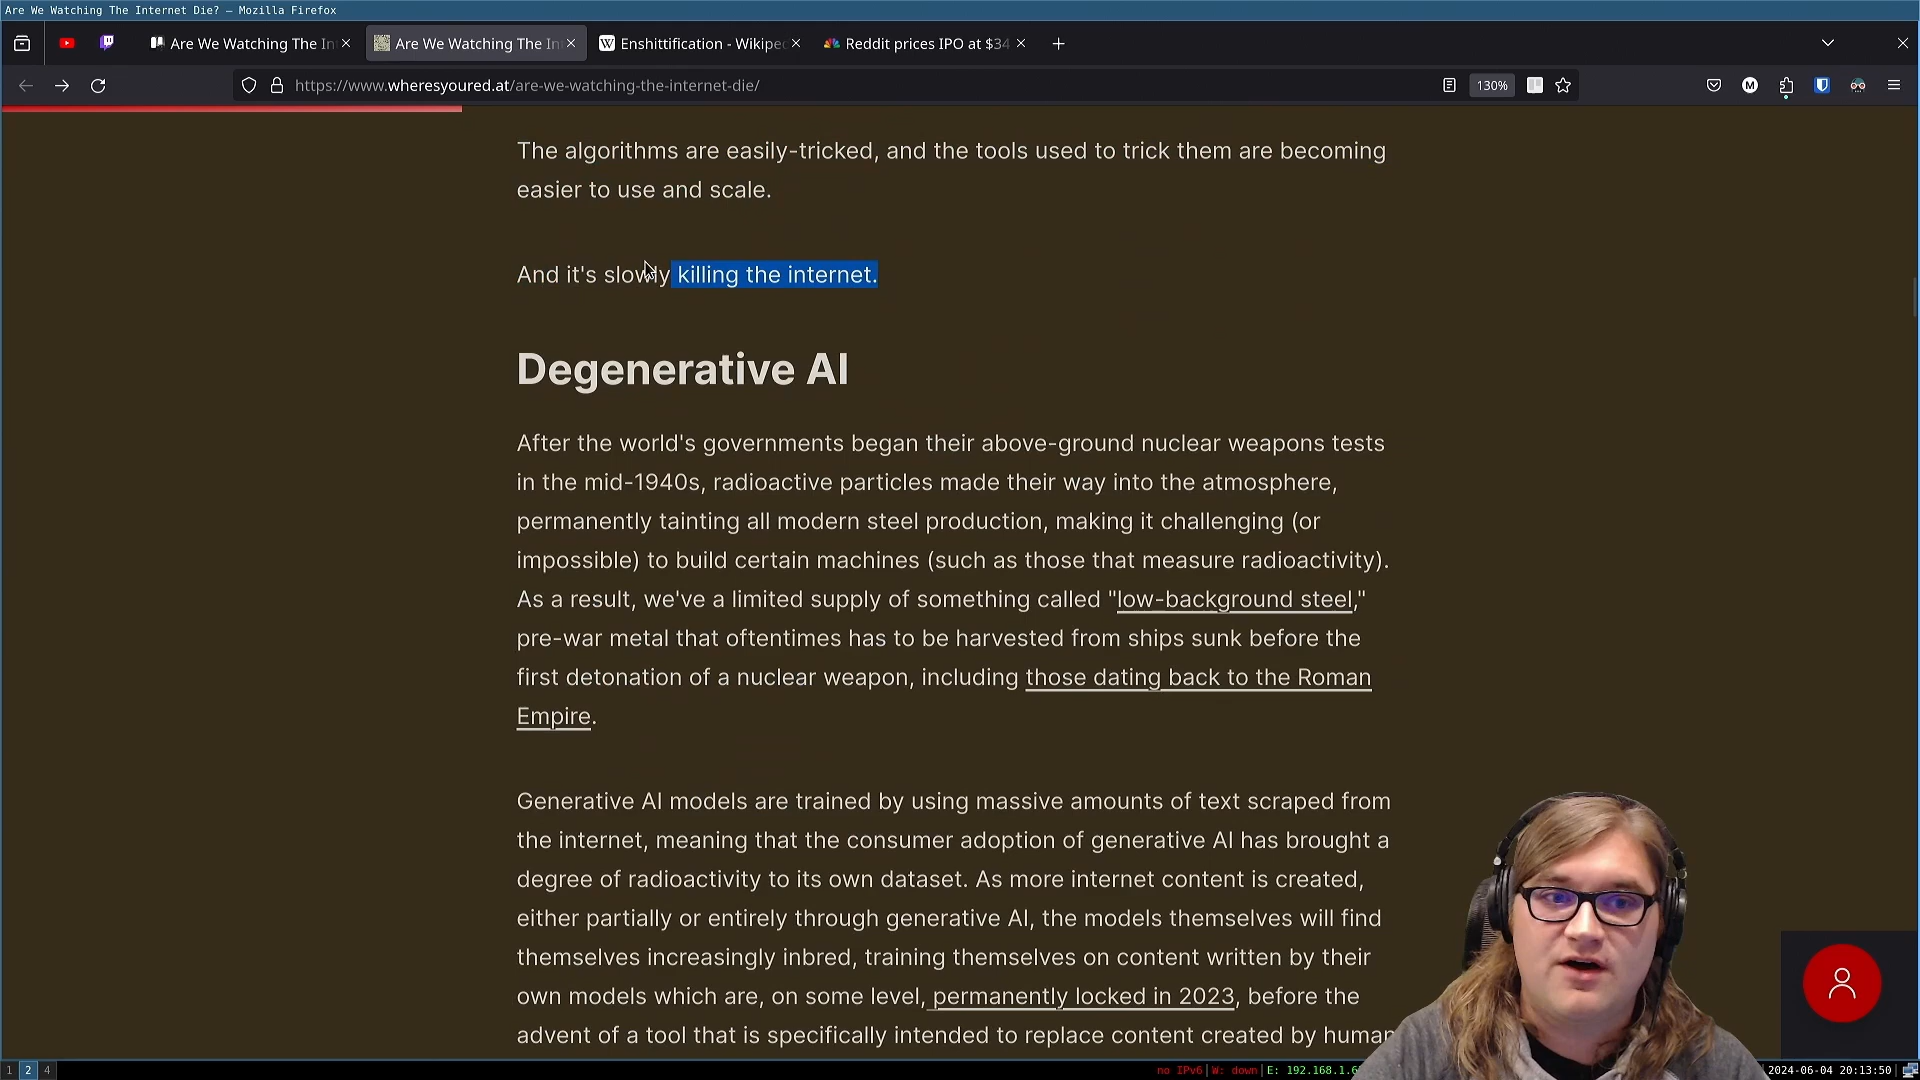 Are We Watching The Internet Die? — Mozilla Firefox
Are We Watching The In
Are We Watching The In
Enshittification - Wikiped
Reddit prices IPO at $34
https://www.wheresyoured.at/are-we-watching-the-internet-die/
130%
M
The algorithms are easily-tricked, and the tools used to trick them are becoming
easier to use and scale.
And it's slowly killing the internet.
Degenerative AI
After the world's governments began their above-ground nuclear weapons tests
in the mid-1940s, radioactive particles made their way into the atmosphere,
permanently tainting all modern steel production, making it challenging (or
impossible) to build certain machines (such as those that measure radioactivity).
As a result, we've a limited supply of something called "low-background steel,"
pre-war metal that oftentimes has to be harvested from ships sunk before the
first detonation of a nuclear weapon, including those dating back to the Roman
Empire.
Generative AI models are trained by using massive amounts of text scraped from
the internet, meaning that the consumer adoption of generative AI has brought a
degree of radioactivity to its own dataset. As more internet content is created,
either partially or entirely through generative AI, the models themselves will find
themselves increasingly inbred, training themselves on content written by their
own models which are, on some level, permanently locked in 2023, before the
advent of a tool that is specifically intended to replace content created by human
1 2 4
no IPv6|W: down|E: 192.168.1.6
2024-06-04 20:13:50